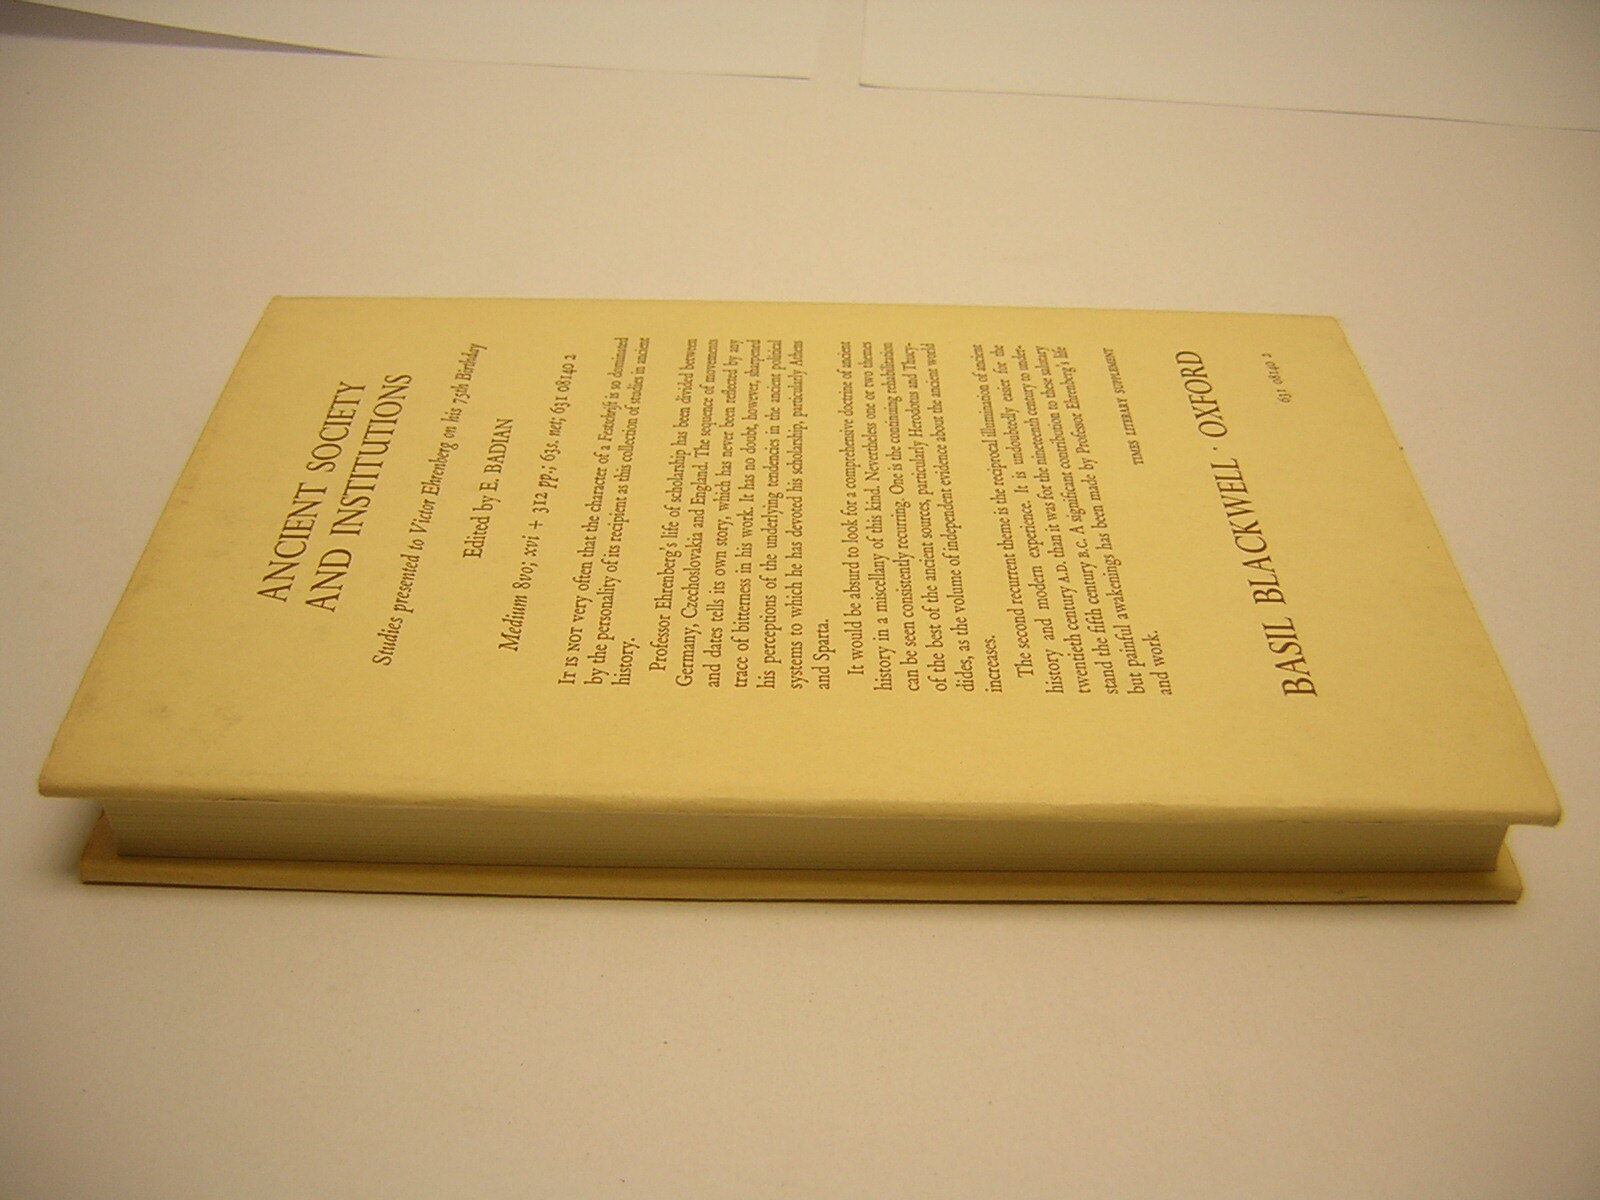 ANCIENT SOCIETY
AND INSTITUTIONS
Studies presented to Victor Ehrenberg on his 75th Birthday
Edited by E. BADIAN
Medium 8vo; xvi + 312 pp.; 63s. net; 631 08140 2
IT IS NOT very often that the character of a Festschrift is so dominated
by the personality of its recipient as this collection of studies in ancient
history.
Professor Ehrenberg's life of scholarship has been divided between
Germany, Czechoslovakia and England. The sequence of movements
and dates tells its own story, which has never been reflected by any
trace of bitterness in his work. It has no doubt, however, sharpened
his perceptions of the underlying tendencies in the ancient political
systems to which he has devoted his scholarship, particularly Athens
and Sparta.
It would be absurd to look for a comprehensive doctrine of ancient
history in a miscellany of this kind. Nevertheless one or two themes
can be seen consistently recurring. One is the continuing rehabilitation
of the best of the ancient sources, particularly Herodotus and Thucy-
dides, as the volume of independent evidence about the ancient world
increases.
The second recurrent theme is the reciprocal illumination of ancient
history and modern experience. It is undoubtedly easier for the
twentieth century A.D. than it was for the nineteenth century to under-
stand the fifth century B.C. A significant contribution to these salutary
but painful awakenings has been made by Professor Ehrenberg's life
and work.
TIMES LITERARY SUPPLEMENT
BASIL BLACKWELL · OXFORD
631 08140 2